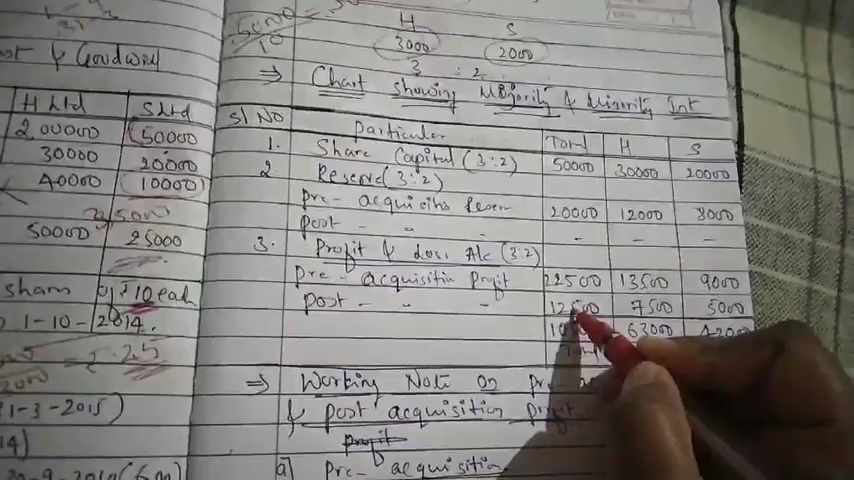 H S
3000 2000
3 : 2
& Goodwill
⇒ Chart showing Majority & Minority Int
H Ltd S Ltd
200000 50000
30000 20000
40000 10000
50000 25000
shares of ₹10 each
1-10-2014.
31-3-2015)
Sl No Particular Total H S
1. Share Capital (3:2) 50000 30000 20000
2. Reserve (3:2)
Pre- acquisition Reserve 20000 12000 8000
post - " - - - -
3. Profit & Loss A/c (3:2)
Pre- acquisition Profit 22500 13500 9000
post - " - 12500 7500 5000
63000 42000
⇒ Working Note on pre-
& post acquisition profit
a] pre- acquisition